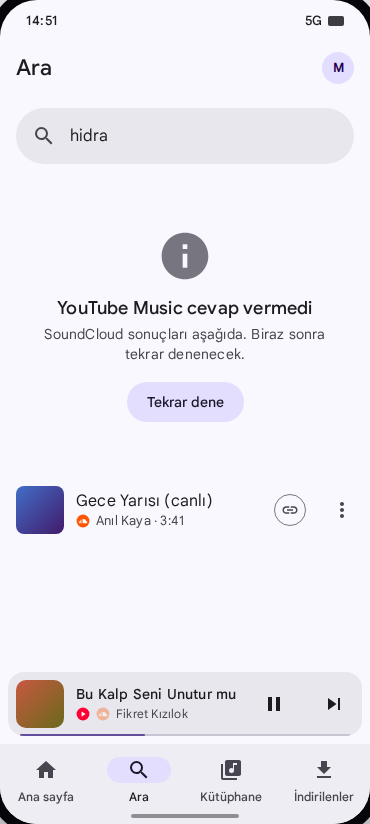 14:51
5G
Ara
M
hidra
YouTube Music cevap vermedi
SoundCloud sonuçları aşağıda. Biraz sonra
tekrar denenecek.
Tekrar dene
Gece Yarısı (canlı)
Anıl Kaya · 3:41
Bu Kalp Seni Unutur mu
Fikret Kızılok
Ana sayfa
Ara
Kütüphane
İndirilenler